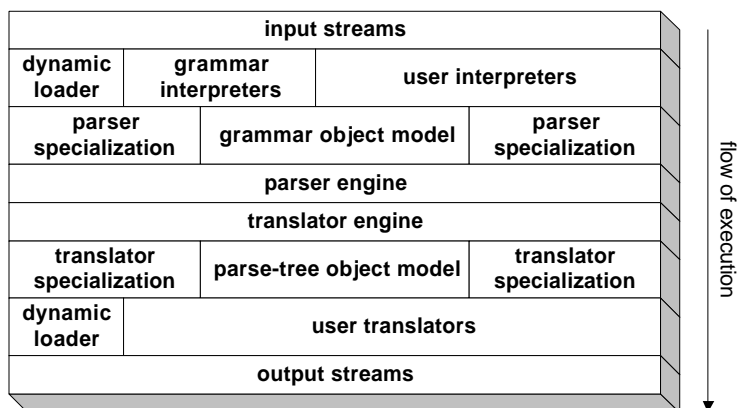 input streams
dynamic
loader
grammar
interpreters
user interpreters
parser
specialization
grammar object model
parser
specialization
parser engine
translator engine
translator
specialization
parse-tree object model
translator
specialization
dynamic
loader
user translators
output streams
flow of execution